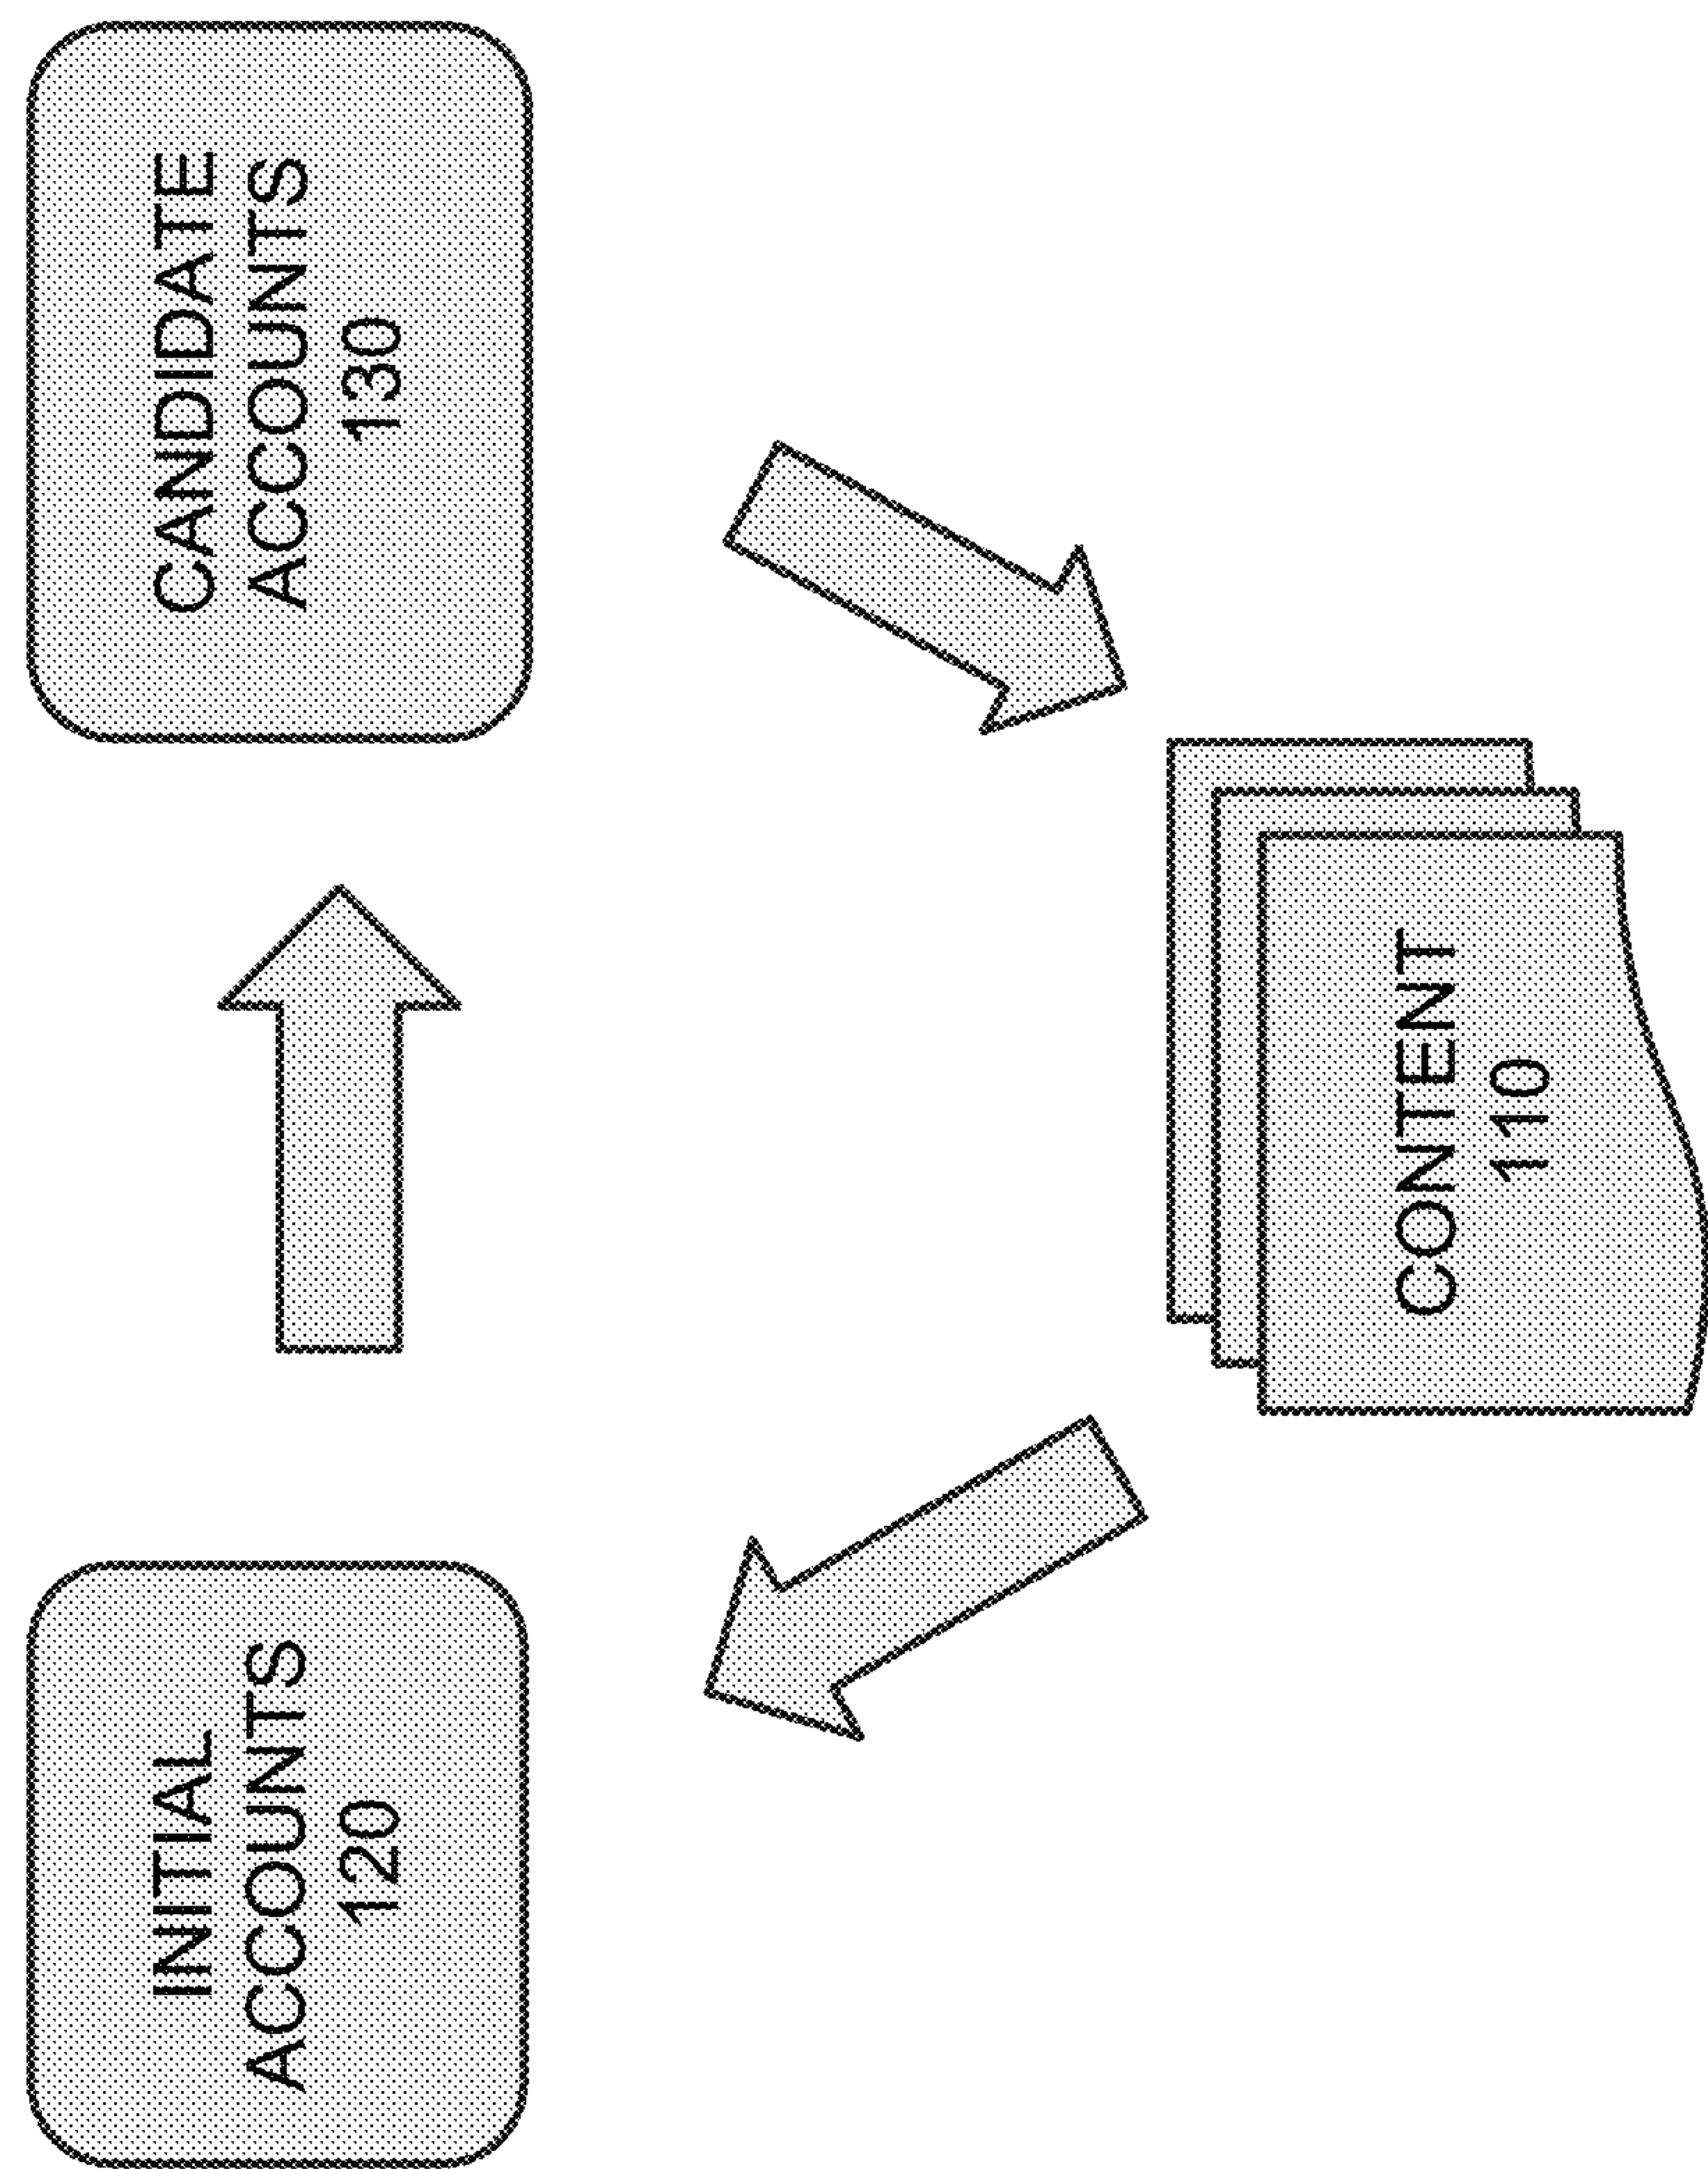 INITIAL
ACCOUNTS
120
CANDIDATE
ACCOUNTS
130
CONTENT
110